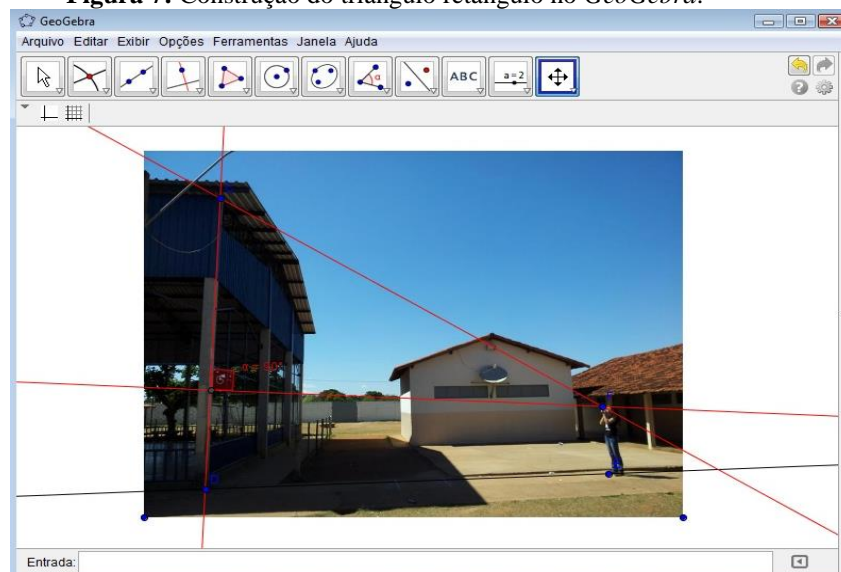 Figura 7: Construção do triângulo retângulo no GeoGebra.
GeoGebra
Arquivo Editar Exibir Opções Ferramentas Janela Ajuda
α
ABC
a=2
α = 90°
Entrada: